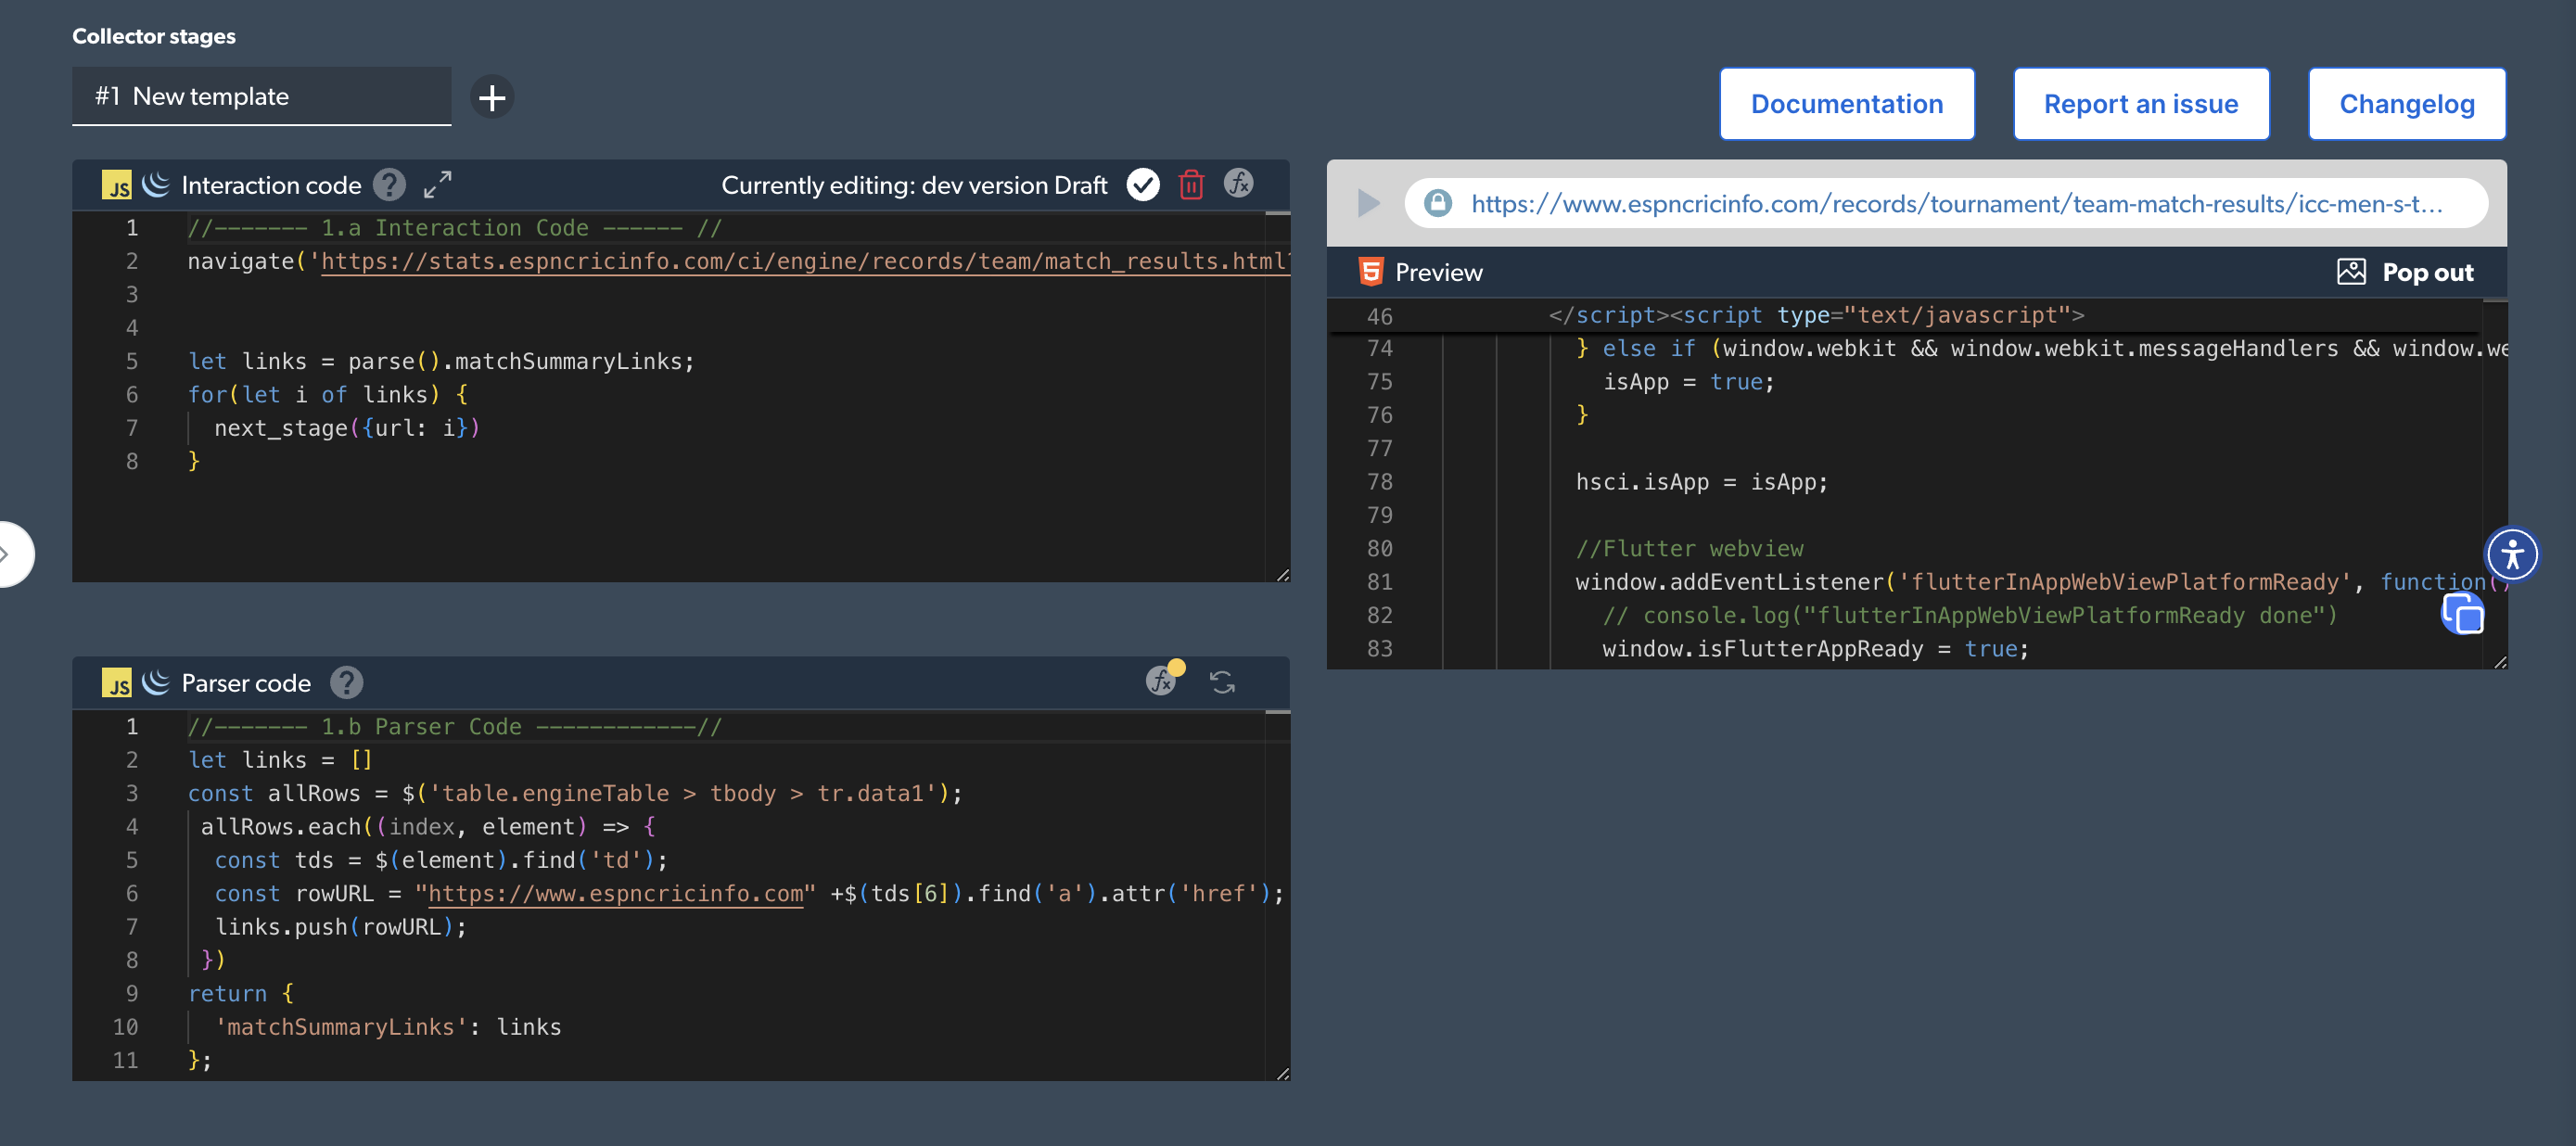 Collector stages
#1 New template
Documentation
Report an issue
Changelog
JS Interaction code ?
Currently editing: dev version Draft
1 //------- 1.a Interaction Code ------ //
2 navigate('https://stats.espncricinfo.com/ci/engine/records/team/match_results.html?
3
4
5 let links = parse().matchSummaryLinks;
6 for(let i of links) {
7 next_stage({url: i})
8 }
JS Parser code ?
1 //------- 1.b Parser Code ------------//
2 let links = []
3 const allRows = $('table.engineTable > tbody > tr.data1');
4 allRows.each((index, element) => {
5 const tds = $(element).find('td');
6 const rowURL = "https://www.espncricinfo.com" +$(tds[6]).find('a').attr('href');
7 links.push(rowURL);
8 })
9 return {
10 'matchSummaryLinks': links
11 };
https://www.espncricinfo.com/records/tournament/team-match-results/icc-men-s-t...
5 Preview
Pop out
46 </script><script type="text/javascript">
74 } else if (window.webkit && window.webkit.messageHandlers && window.we
75 isApp = true;
76 }
77
78 hsci.isApp = isApp;
79
80 //Flutter webview
81 window.addEventListener('flutterInAppWebViewPlatformReady', function()
82 // console.log("flutterInAppWebViewPlatformReady done")
83 window.isFlutterAppReady = true;